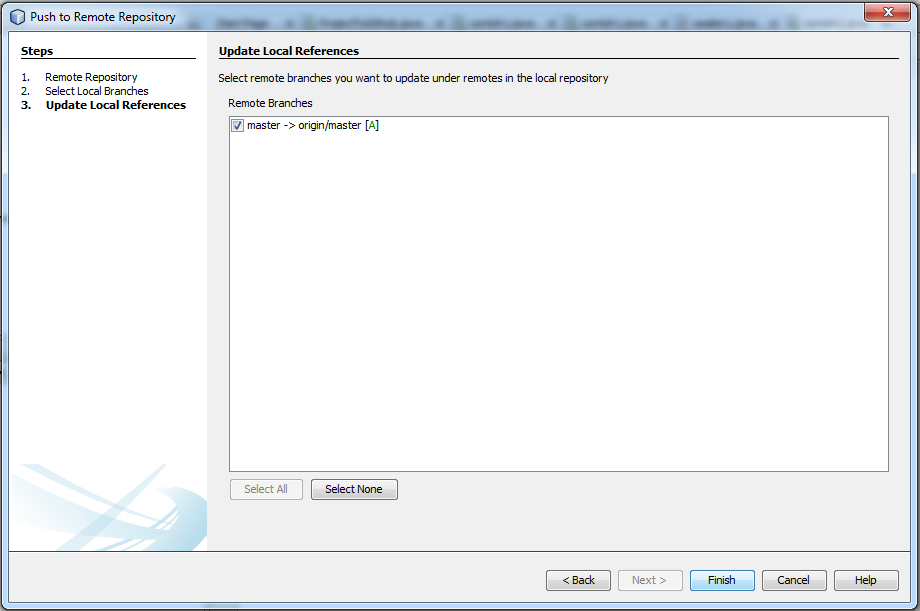 Push to Remote Repository
Steps
1. Remote Repository
2. Select Local Branches
3. Update Local References
Update Local References
Select remote branches you want to update under remotes in the local repository
Remote Branches
master -> origin/master [A]
Select All
Select None
< Back
Next >
Finish
Cancel
Help